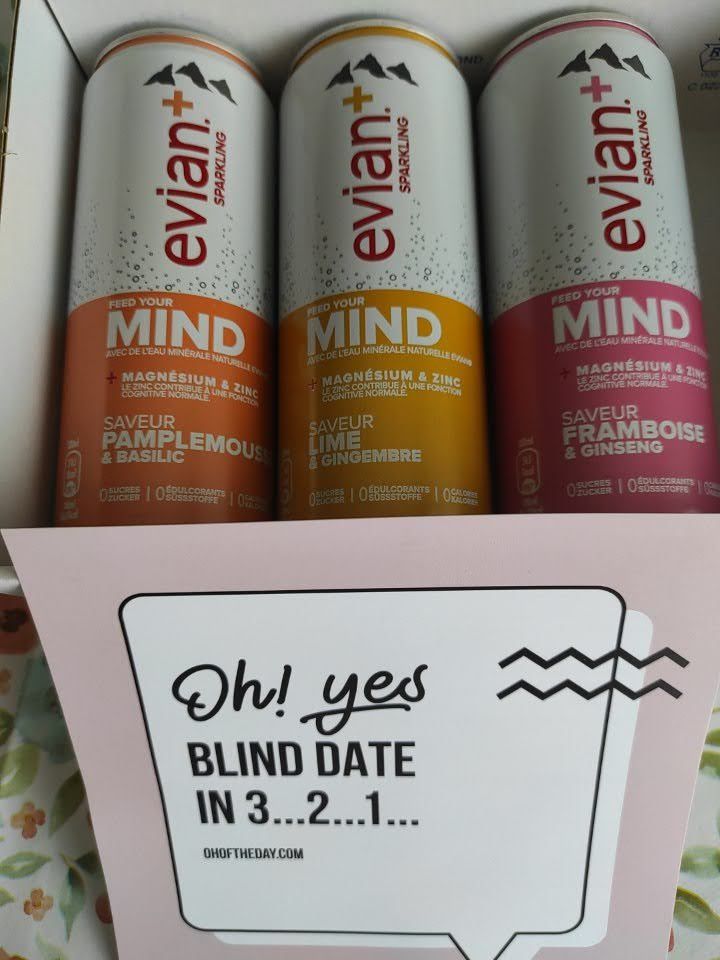 evian.+
SPARKLING
FEED YOUR
MIND
AVEC DE L'EAU MINÉRALE NATURELLE
+ MAGNÉSIUM & ZINC
LE ZINC CONTRIBUE À UNE FONCTION
COGNITIVE NORMALE.
SAVEUR
PAMPLEMOUS
& BASILIC
0 SUCRES ZUCKER | 0 ÉDULCORANTS SÜSSSTOFFE | 0
evian.+
SPARKLING
FEED YOUR
MIND
AVEC DE L'EAU MINÉRALE NATURELLE
+ MAGNÉSIUM & ZINC
LE ZINC CONTRIBUE À UNE FONCTION
COGNITIVE NORMALE.
SAVEUR
LIME
& GINGEMBRE
0 SUCRES ZUCKER | 0 ÉDULCORANTS SÜSSSTOFFE | 0 CALORIES KALORIEN
evian.+
SPARKLING
FEED YOUR
MIND
AVEC DE L'EAU MINÉRALE NATURELLE
+ MAGNÉSIUM & ZINC
LE ZINC CONTRIBUE À UNE FONCTION
COGNITIVE NORMALE.
SAVEUR
FRAMBOISE
& GINSENG
0 SUCRES ZUCKER | 0 ÉDULCORANTS SÜSSSTOFFE | 0
Oh! yes
BLIND DATE
IN 3...2...1...
OHOFTHEDAY.COM